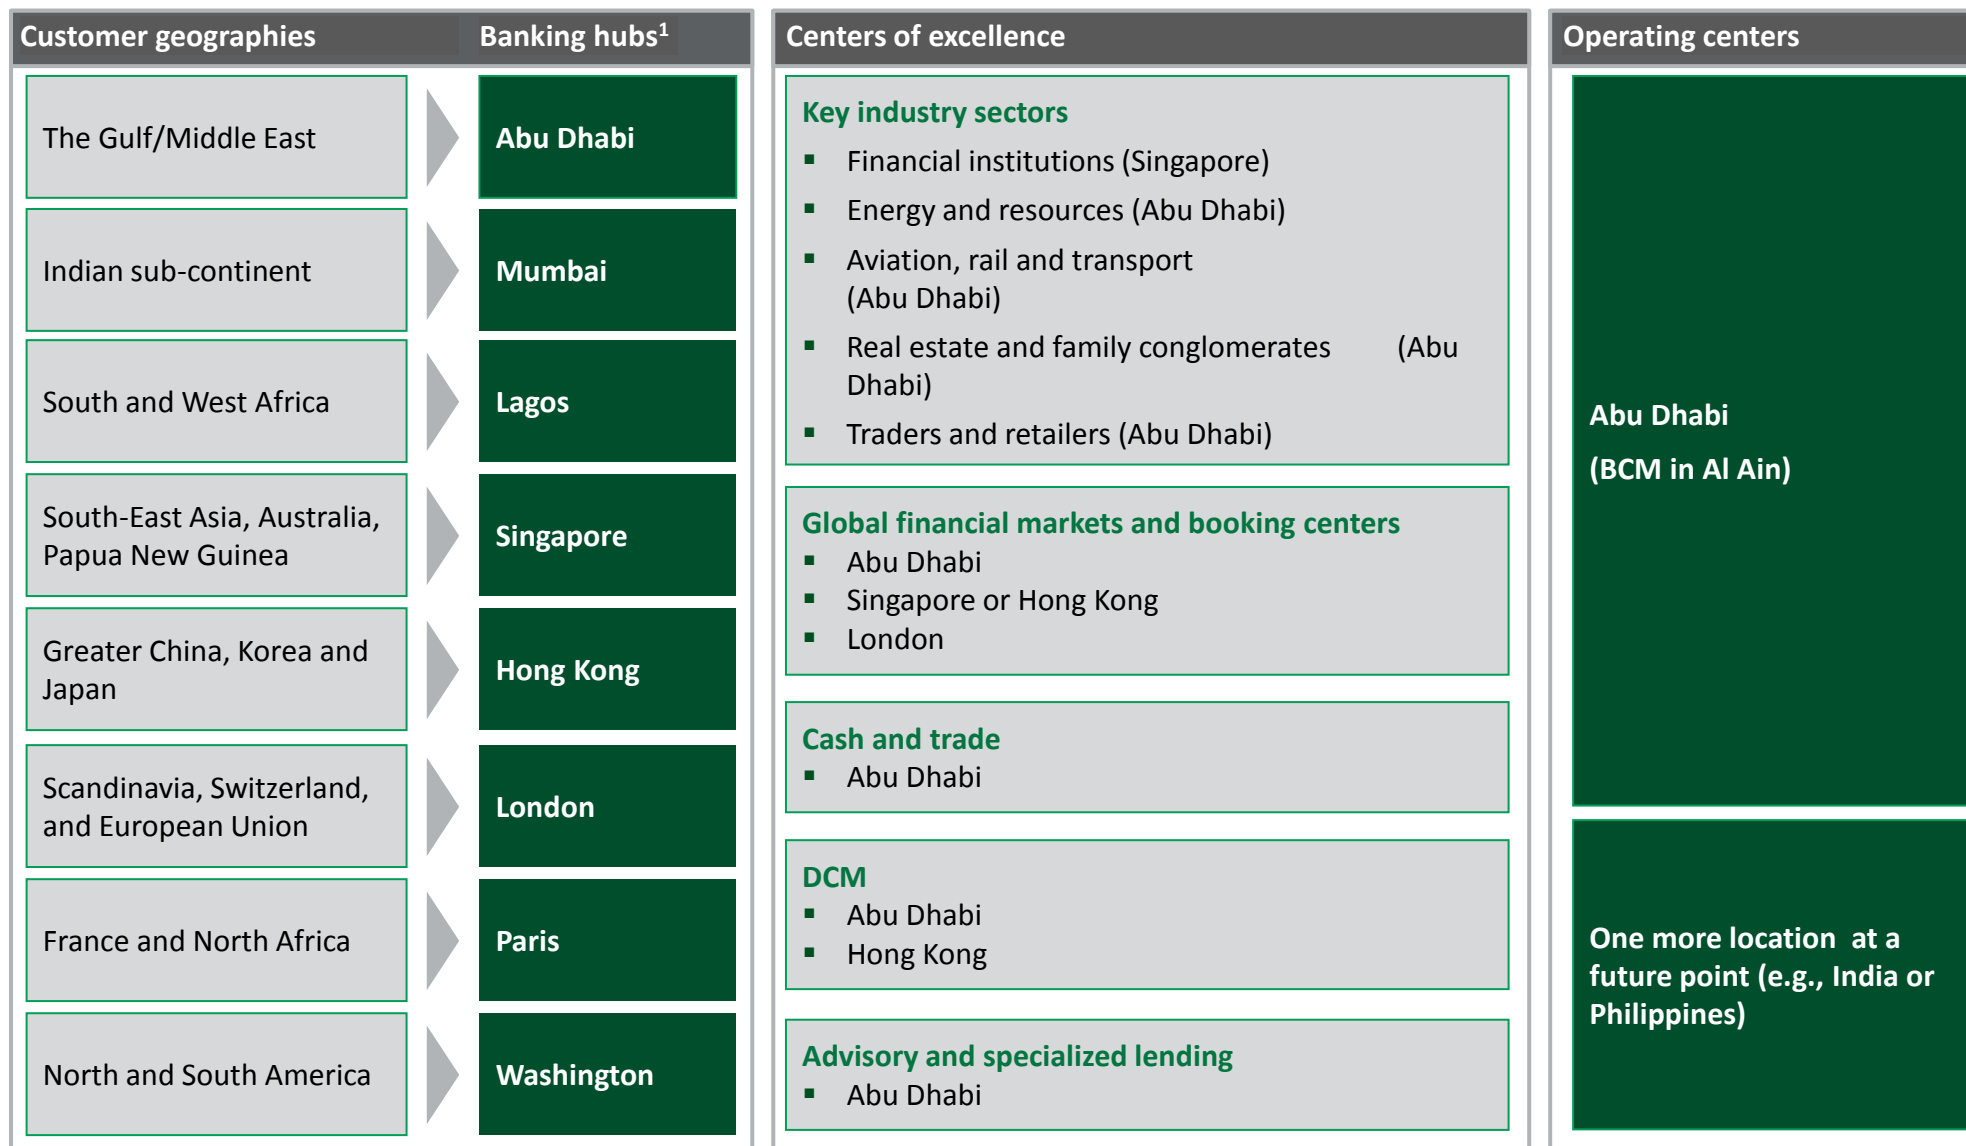 Customer geographies
Banking hubs1
The Gulf/Middle East
Abu Dhabi
Indian sub-continent
Mumbai
South and West Africa
Lagos
South-East Asia, Australia,
Papua New Guinea
Singapore
Greater China, Korea and
Japan
Hong Kong
Scandinavia, Switzerland,
and European Union
London
France and North Africa
Paris
North and South America
Washington
Centers of excellence
Key industry sectors
▪ Financial institutions (Singapore)
▪ Energy and resources (Abu Dhabi)
▪ Aviation, rail and transport
(Abu Dhabi)
▪ Real estate and family conglomerates (Abu
Dhabi)
▪ Traders and retailers (Abu Dhabi)
Global financial markets and booking centers
▪ Abu Dhabi
▪ Singapore or Hong Kong
▪ London
Cash and trade
▪ Abu Dhabi
DCM
▪ Abu Dhabi
▪ Hong Kong
Advisory and specialized lending
▪ Abu Dhabi
Operating centers
Abu Dhabi
(BCM in Al Ain)
One more location at a
future point (e.g., India or
Philippines)